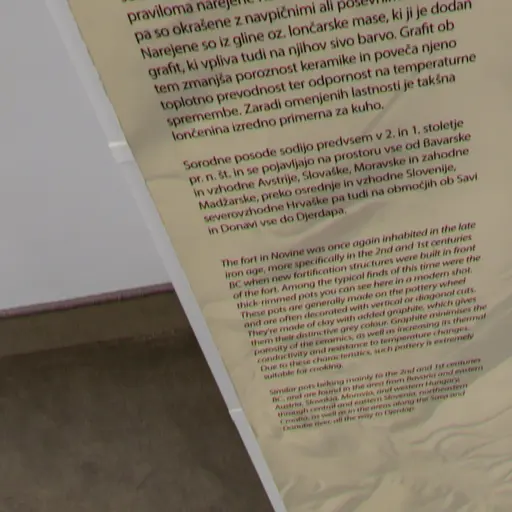 praviloma narejene
pa so okrašene z navpičnimi ali
Narejene so iz gline oz. lončarske mase, ki ji je dodan
grafit, ki vpliva tudi na njihov sivo barvo. Grafit ob
tem zmanjša poroznost keramike in poveča njeno
toplotno prevodnost ter odpornost na temperaturne
spremembe. Zaradi omenjenih lastnosti je takšna
lončenina izredno primerna za kuho.
Sorodne posode sodijo predvsem v 2. in 1. stoletje
pr. n. št. in se pojavljajo na prostoru vse od Bavarske
in vzhodne Avstrije, Slovaške, Moravske in zahodne
Madžarske, preko osrednje in vzhodne Slovenije,
severovzhodne Hrvaške pa tudi na območjih ob Savi
in Donavi vse do Djerdapa.
The fort in Novine was once again inhabited in the late
iron age, more specifically in the 2nd and 1st centuries
BC when new fortification structures were built in front
of the fort. Among the typical finds of this time were the
thick-rimmed pots you can see here in a modern shot.
These pots are generally made on the pottery wheel
and are often decorated with vertical or diagonal cuts.
They're made of clay with added graphite, which gives
them their distinctive grey colour. Graphite minimises the
porosity of the ceramics, as well as increasing its thermal
conductivity and resistance to temperature changes.
Due to these characteristics, such pottery is extremely
suitable for cooking.
Similar pots belong mainly to the 2nd and 1st centuries
BC, and are found in the area from Bavaria and eastern
Austria, Slovakia, Moravia, and western Hungary,
through central and eastern Slovenia, northeastern
Croatia, as well as in the areas along the Sava and
Danube river, all the way to Djerdap.